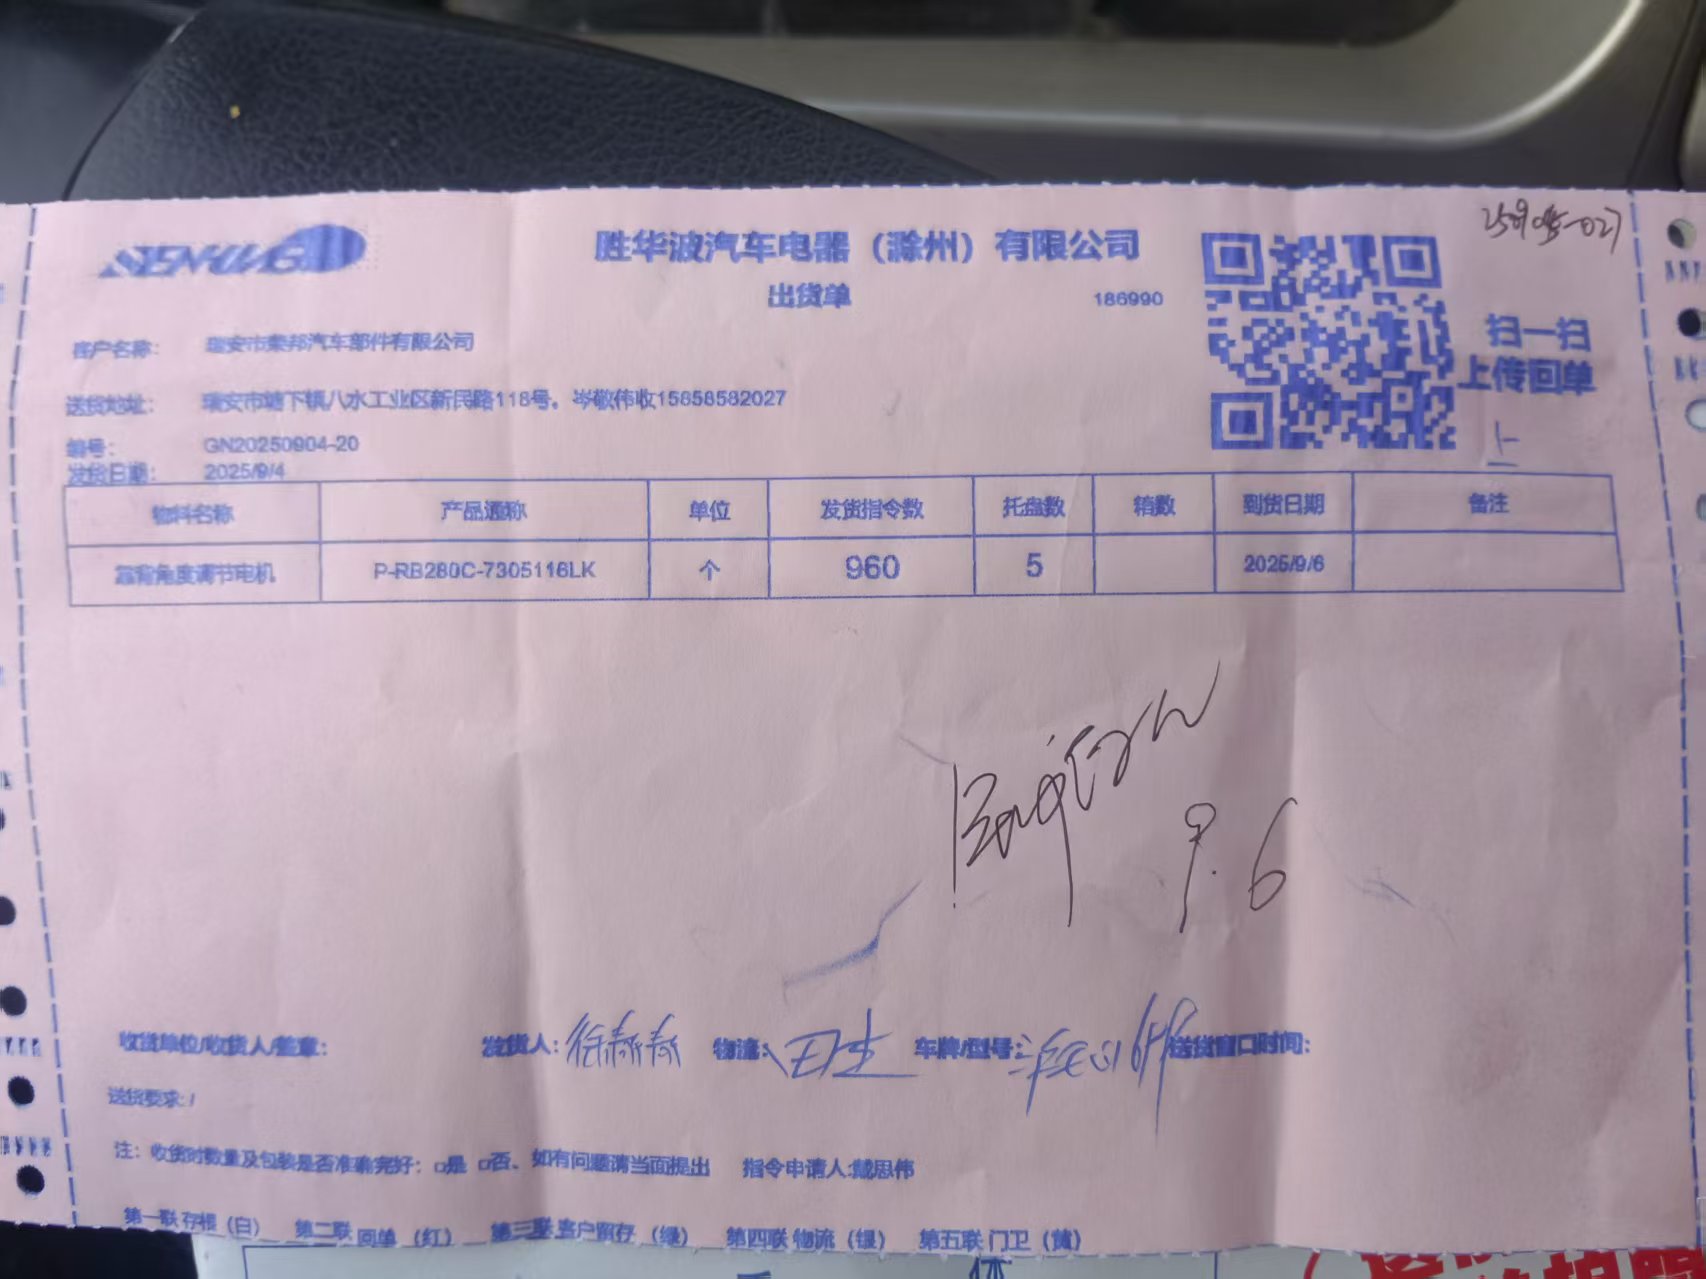 胜华波汽车电器（滁州）有限公司
出货单
186990
扫一扫
上传回单
客户名称： 瑞安市荣邦汽车部件有限公司
送货地址： 瑞安市塘下镇八水工业区新民路118号，岑敬伟收15858582027
编号： GN20250904-20
发货日期： 2025/9/4
物料名称 产品通称 单位 发货指令数 托盘数 箱数 到货日期 备注
靠背角度调节电机 P-RB280C-7305116LK 个 960 5 2025/9/6
9.6
收货单位/收货人/签章： 发货人：徐春春 物流： 车牌/型号： 送货窗口时间：
送货要求：/
注：收货时数量及包装是否准确完好：□是 □否、如有问题请当面提出 指令申请人:戴思伟
第一联 存根（白） 第二联 回单（红） 第三联 客户留存（绿） 第四联 物流（银） 第五联 门卫（黄）